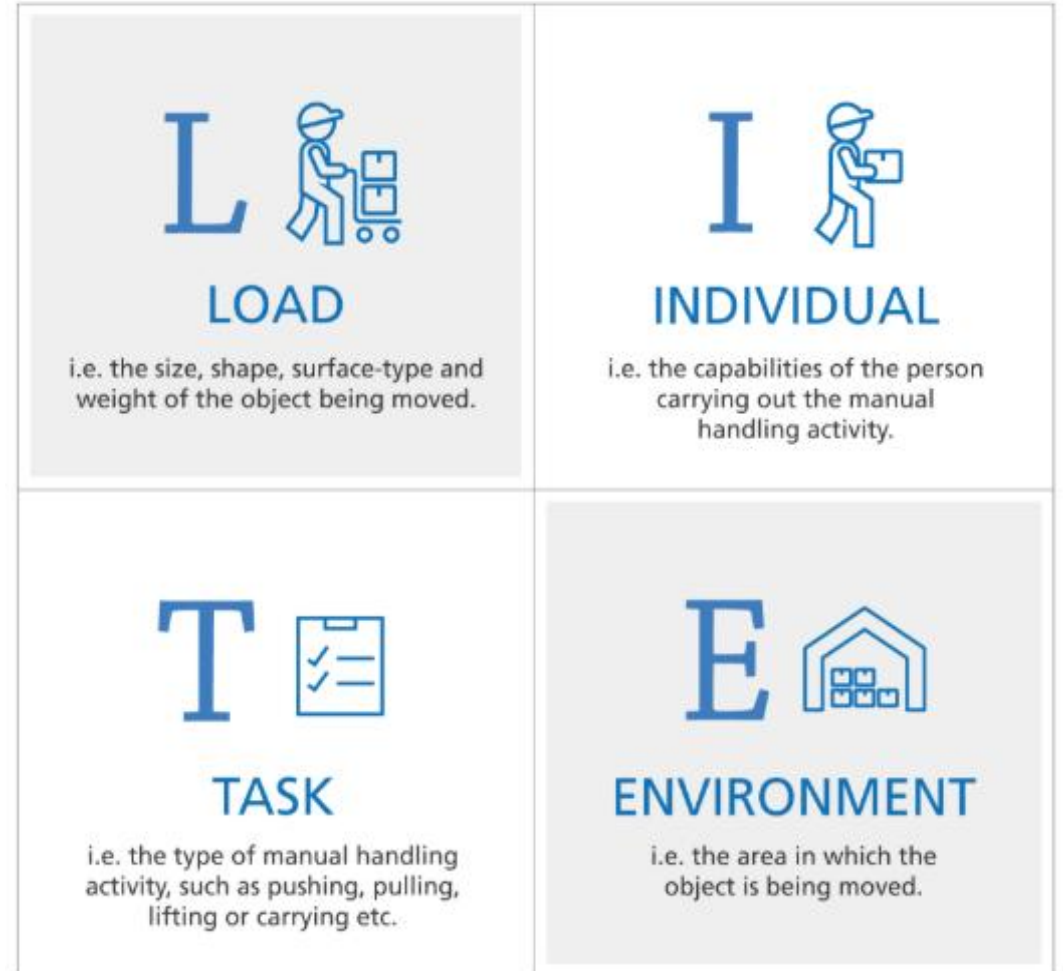 L
LOAD
i.e. the size, shape, surface-type and
weight of the object being moved.
I
INDIVIDUAL
i.e. the capabilities of the person
carrying out the manual
handling activity.
T
TASK
i.e. the type of manual handling
activity, such as pushing, pulling,
lifting or carrying etc.
E
ENVIRONMENT
i.e. the area in which the
object is being moved.